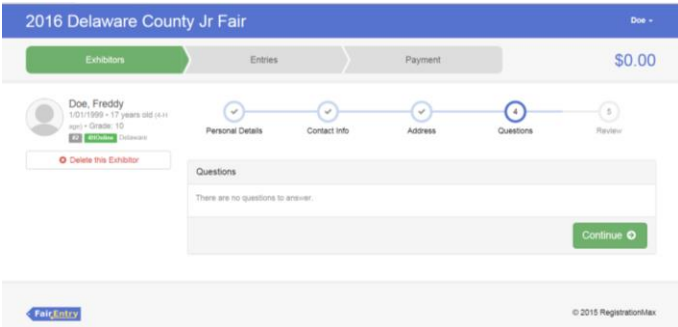 2016 Delaware County Jr Fair
Doe
Exhibitors
Entries
Payment
$0.00
Doe, Freddy
1/01/1999 • 17 years old (4-H
age) • Grade: 10
#2 4HOnline Delaware
Delete this Exhibitor
Personal Details
Contact Info
Address
4
Questions
5
Review
Questions
There are no questions to answer.
Continue
FairEntry
© 2015 RegistrationMax